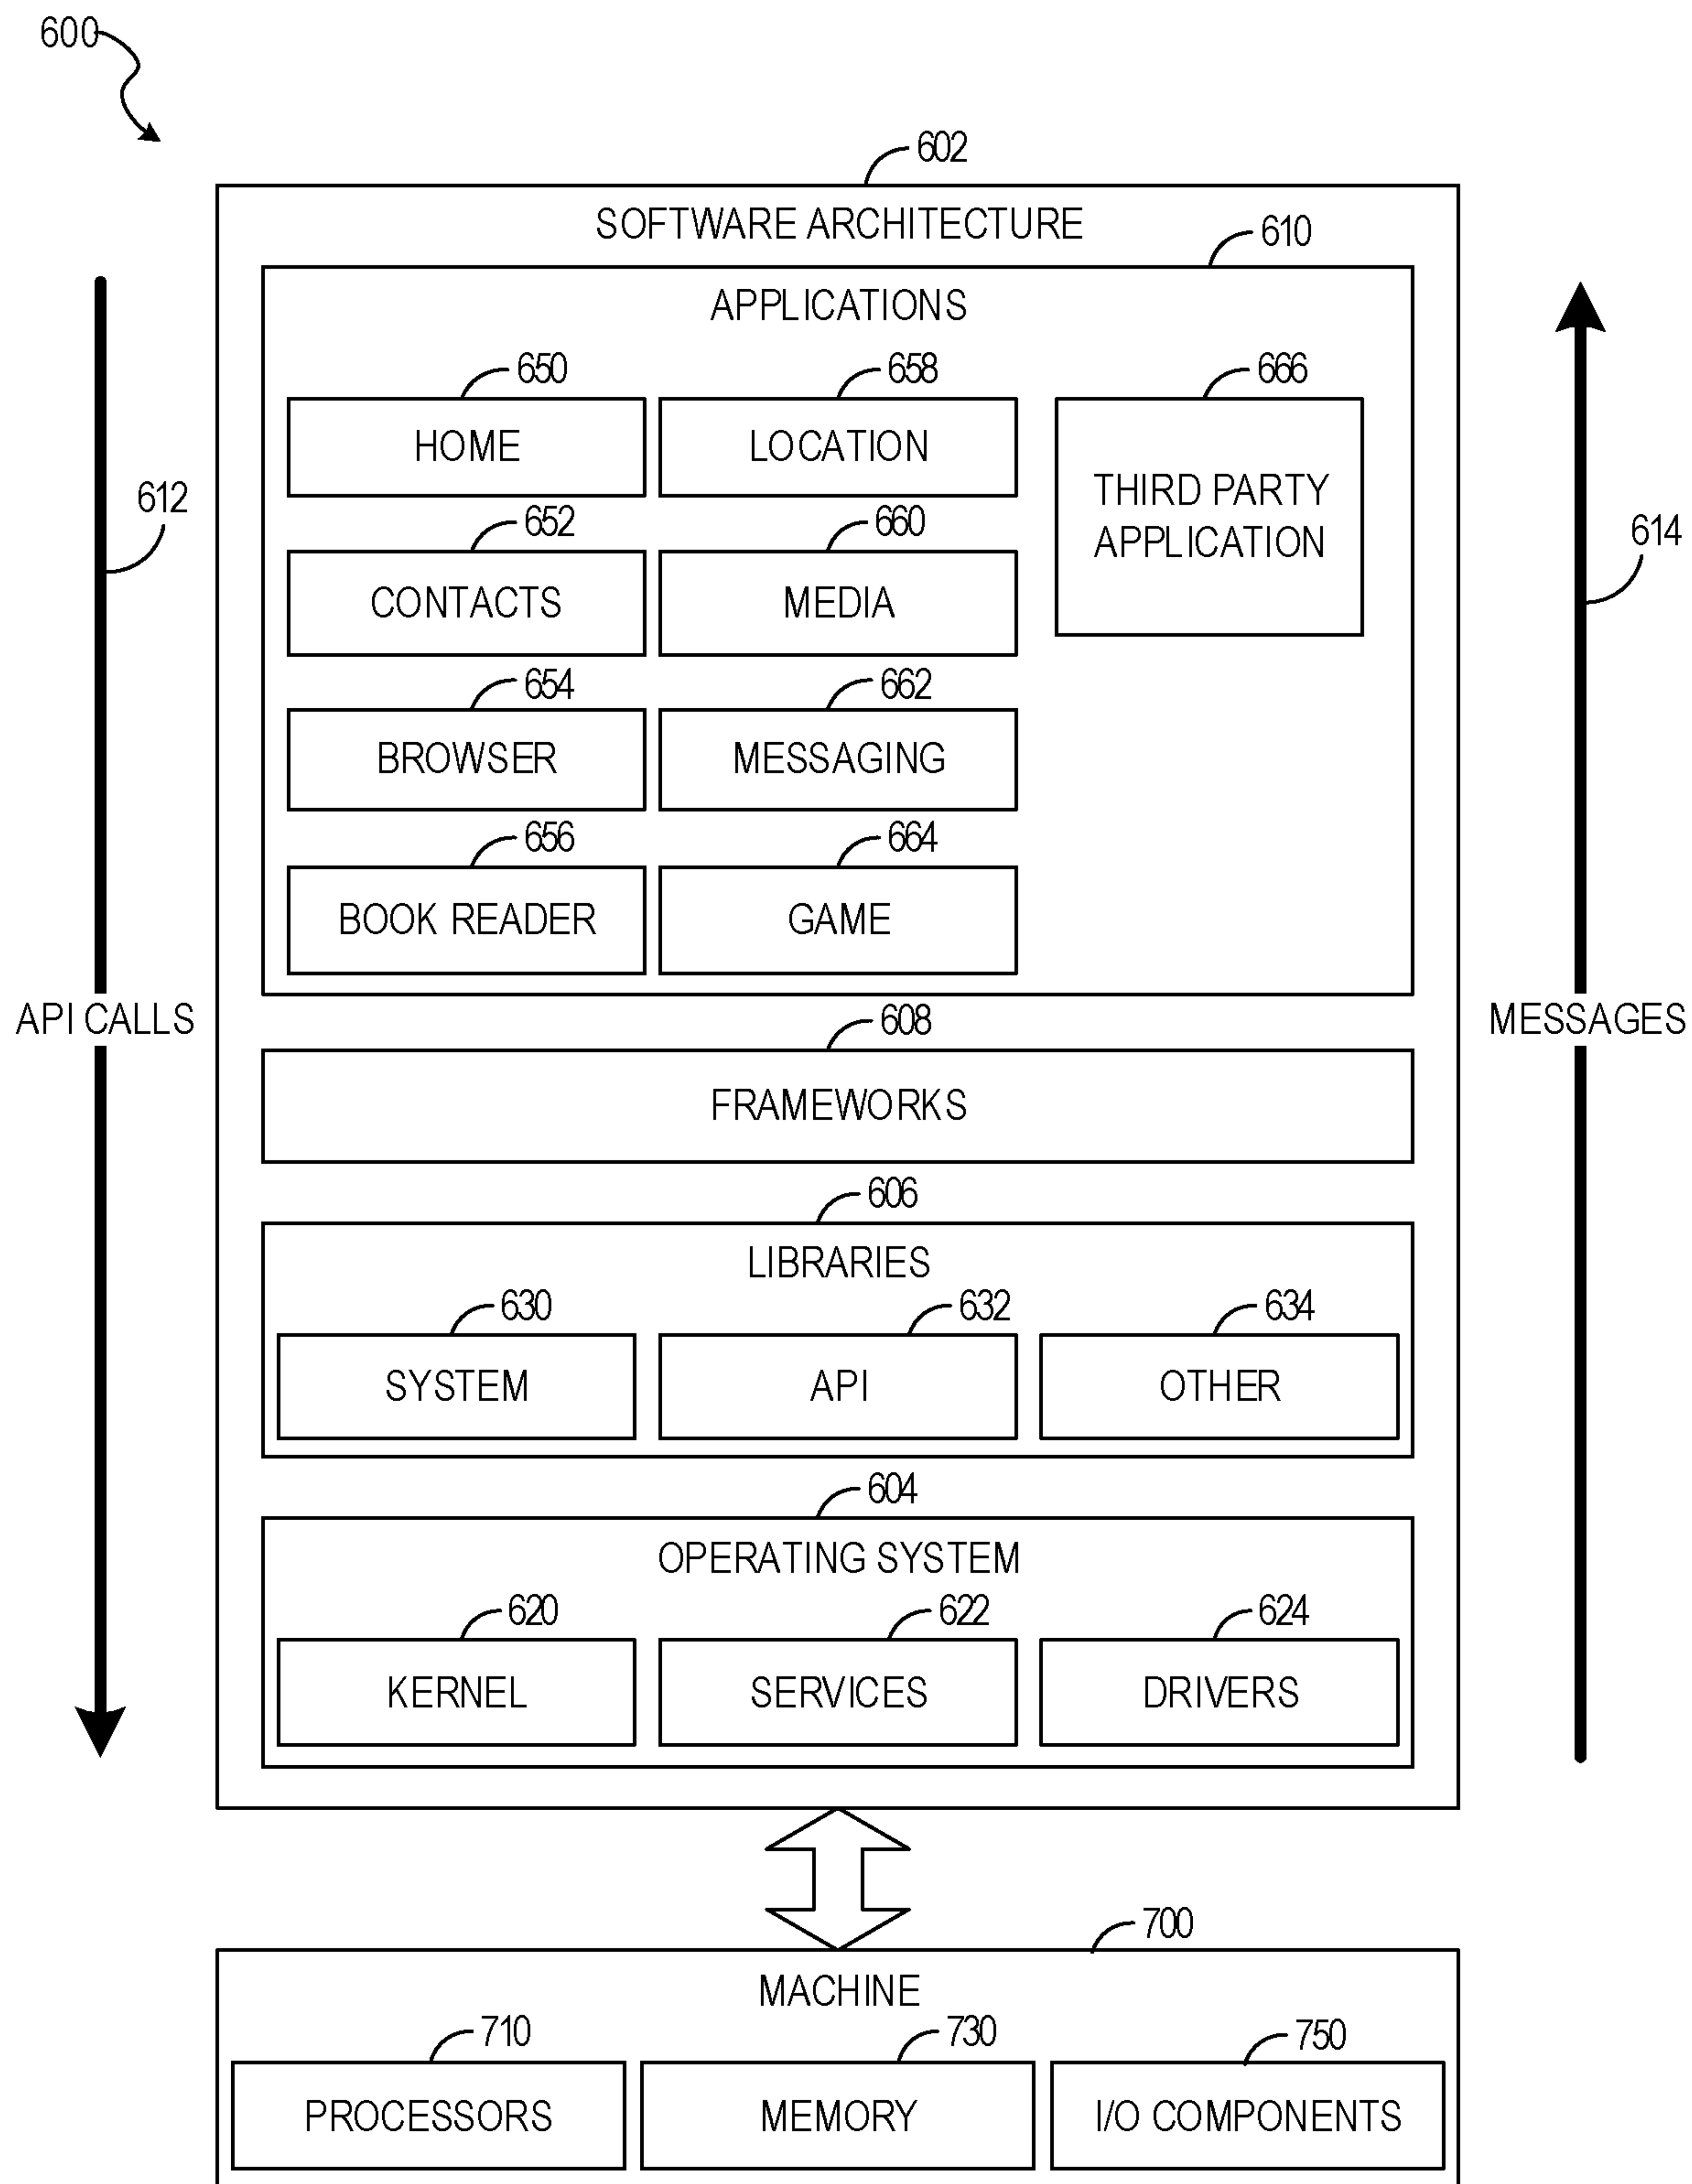 600
602
SOFTWARE ARCHITECTURE
610
APPLICATIONS
650
658
666
HOME
LOCATION
THIRD PARTY
APPLICATION
612
614
652
660
CONTACTS
MEDIA
654
662
BROWSER
MESSAGING
656
664
BOOK READER
GAME
API CALLS
MESSAGES
608
FRAMEWORKS
606
LIBRARIES
630
632
634
SYSTEM
API
OTHER
604
OPERATING SYSTEM
620
622
624
KERNEL
SERVICES
DRIVERS
700
MACHINE
710
730
750
PROCESSORS
MEMORY
I/O COMPONENTS